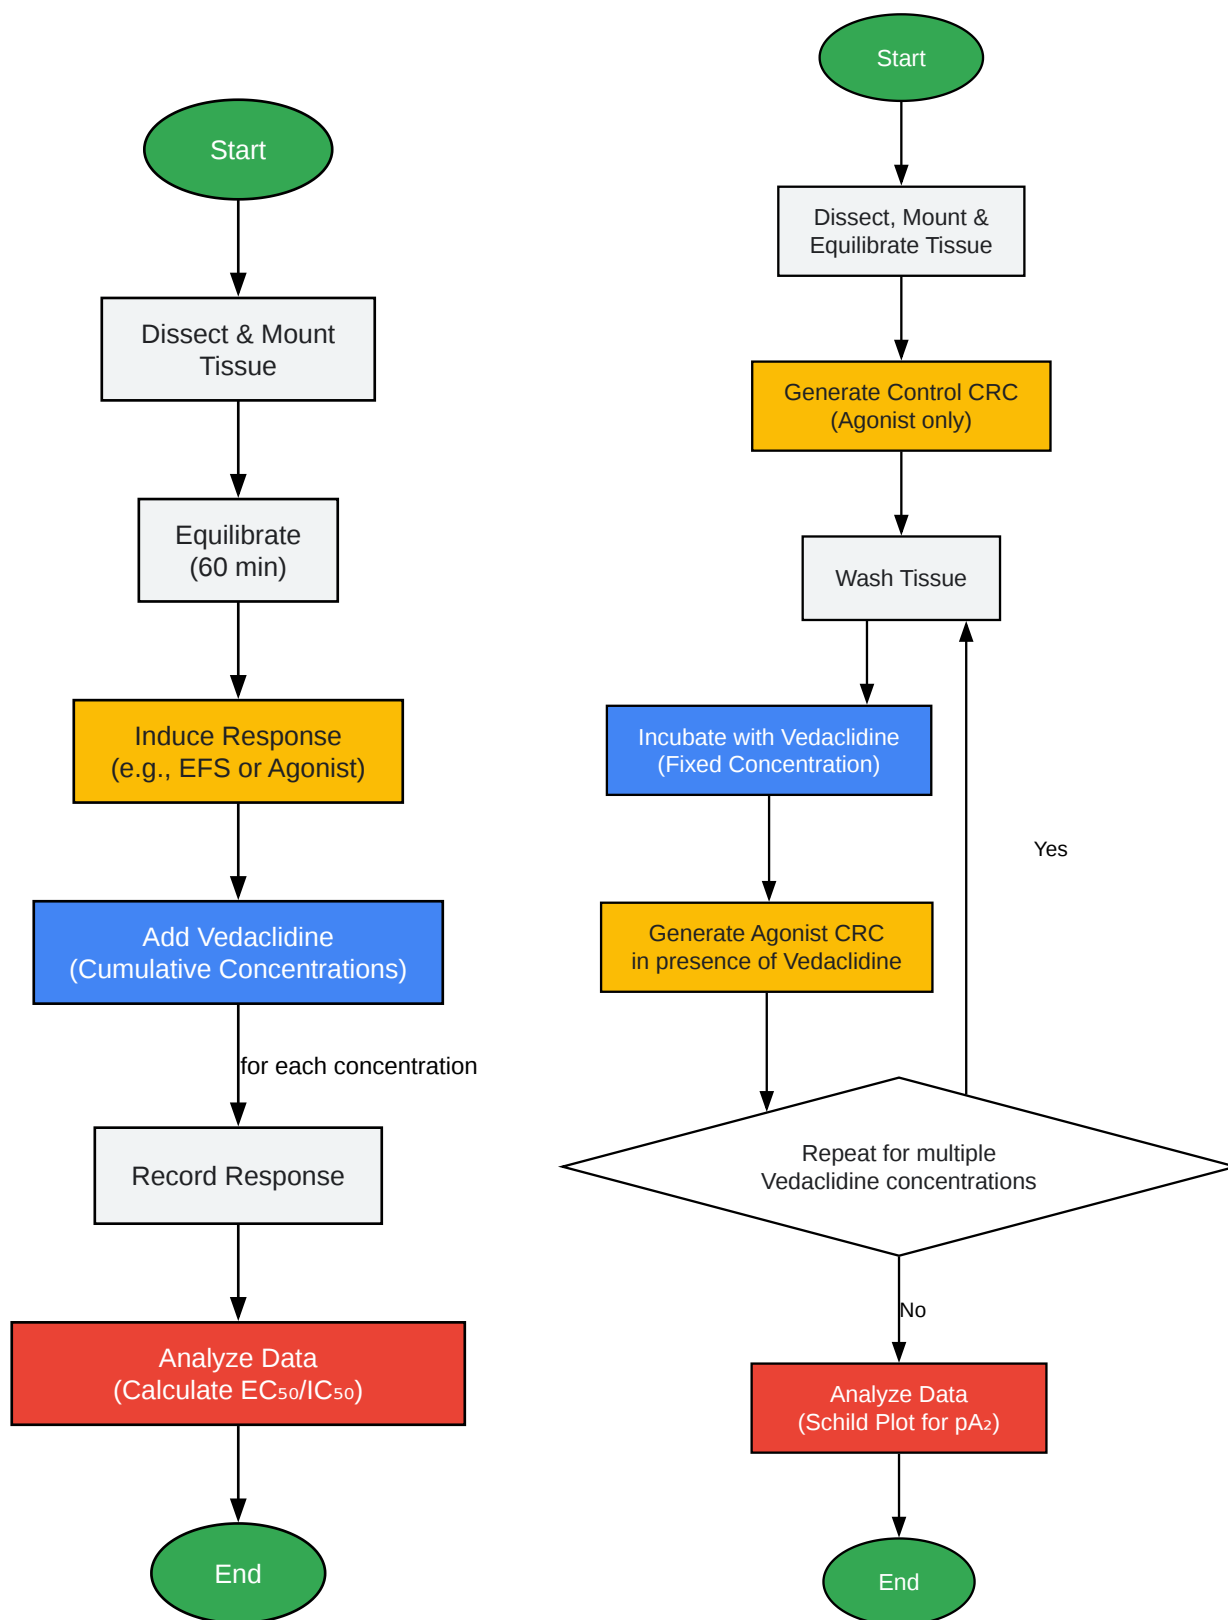 Start
Dissect & Mount
Tissue
Equilibrate
(60 min)
Induce Response
(e.g., EFS or Agonist)
Add Vedaclidine
(Cumulative Concentrations)
for each concentration
Record Response
Analyze Data
(Calculate EC₅₀/IC₅₀)
End
Start
Dissect, Mount &
Equilibrate Tissue
Generate Control CRC
(Agonist only)
Wash Tissue
Incubate with Vedaclidine
(Fixed Concentration)
Yes
Generate Agonist CRC
in presence of Vedaclidine
Repeat for multiple
Vedaclidine concentrations
No
Analyze Data
(Schild Plot for pA₂)
End